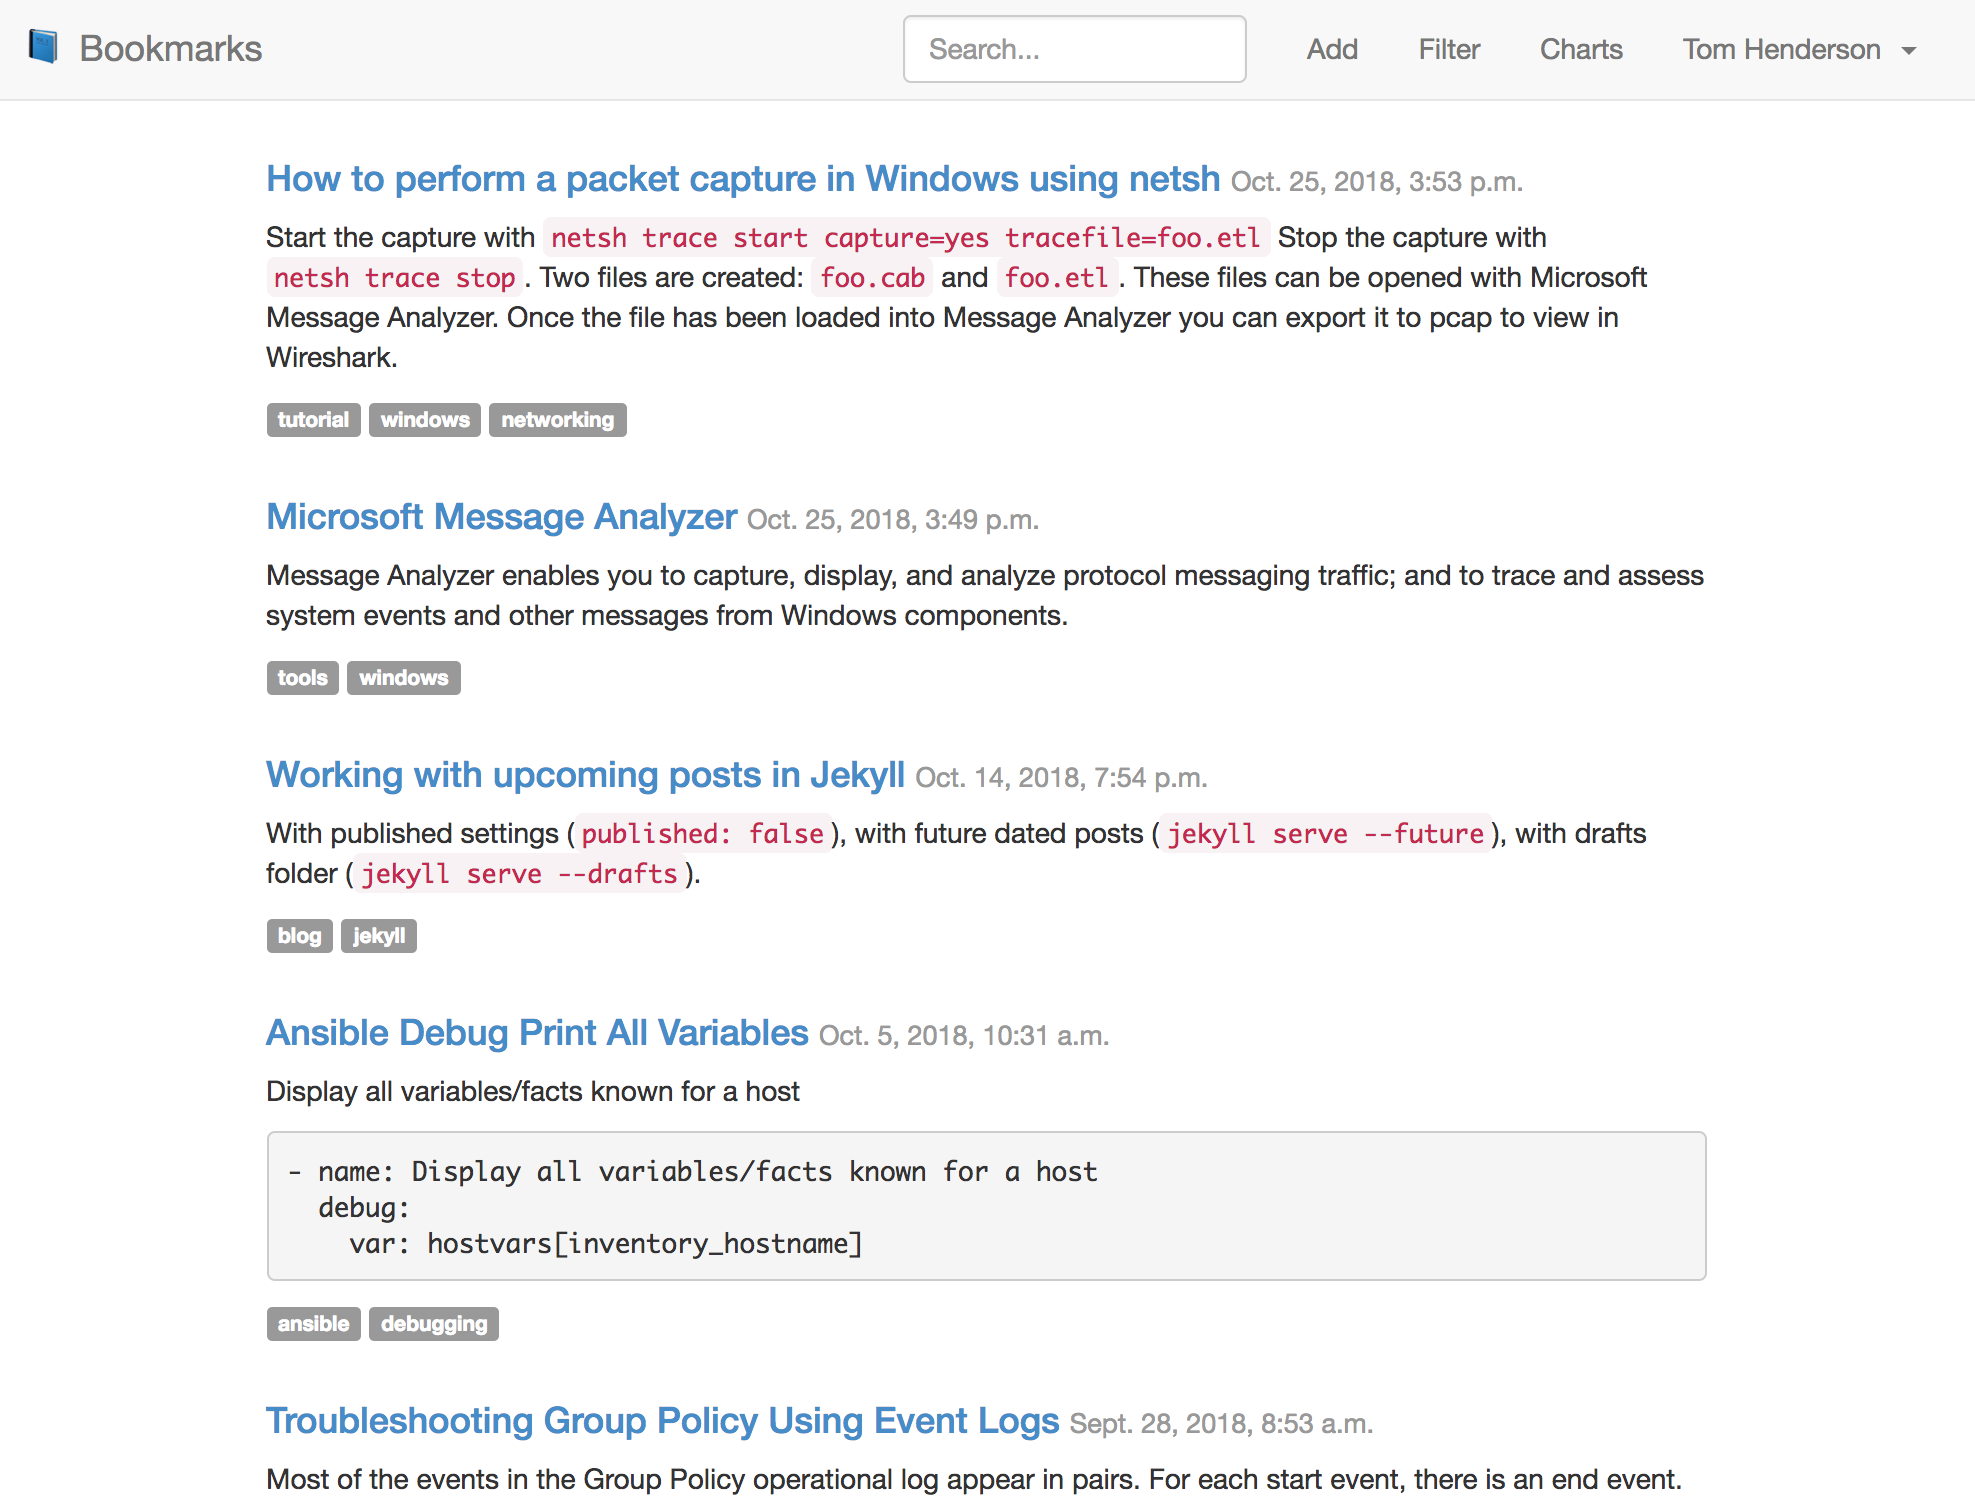 Bookmarks
Search...
Add
Filter
Charts
Tom Henderson
How to perform a packet capture in Windows using netsh Oct. 25, 2018, 3:53 p.m.
Start the capture with netsh trace start capture=yes tracefile=foo.etl Stop the capture with
netsh trace stop. Two files are created: foo.cab and foo.etl. These files can be opened with Microsoft
Message Analyzer. Once the file has been loaded into Message Analyzer you can export it to pcap to view in
Wireshark.
tutorial windows networking
Microsoft Message Analyzer Oct. 25, 2018, 3:49 p.m.
Message Analyzer enables you to capture, display, and analyze protocol messaging traffic; and to trace and assess
system events and other messages from Windows components.
tools windows
Working with upcoming posts in Jekyll Oct. 14, 2018, 7:54 p.m.
With published settings (published: false), with future dated posts (jekyll serve --future), with drafts
folder (jekyll serve --drafts).
blog jekyll
Ansible Debug Print All Variables Oct. 5, 2018, 10:31 a.m.
Display all variables/facts known for a host
- name: Display all variables/facts known for a host
  debug:
    var: hostvars[inventory_hostname]
ansible debugging
Troubleshooting Group Policy Using Event Logs Sept. 28, 2018, 8:53 a.m.
Most of the events in the Group Policy operational log appear in pairs. For each start event, there is an end event.